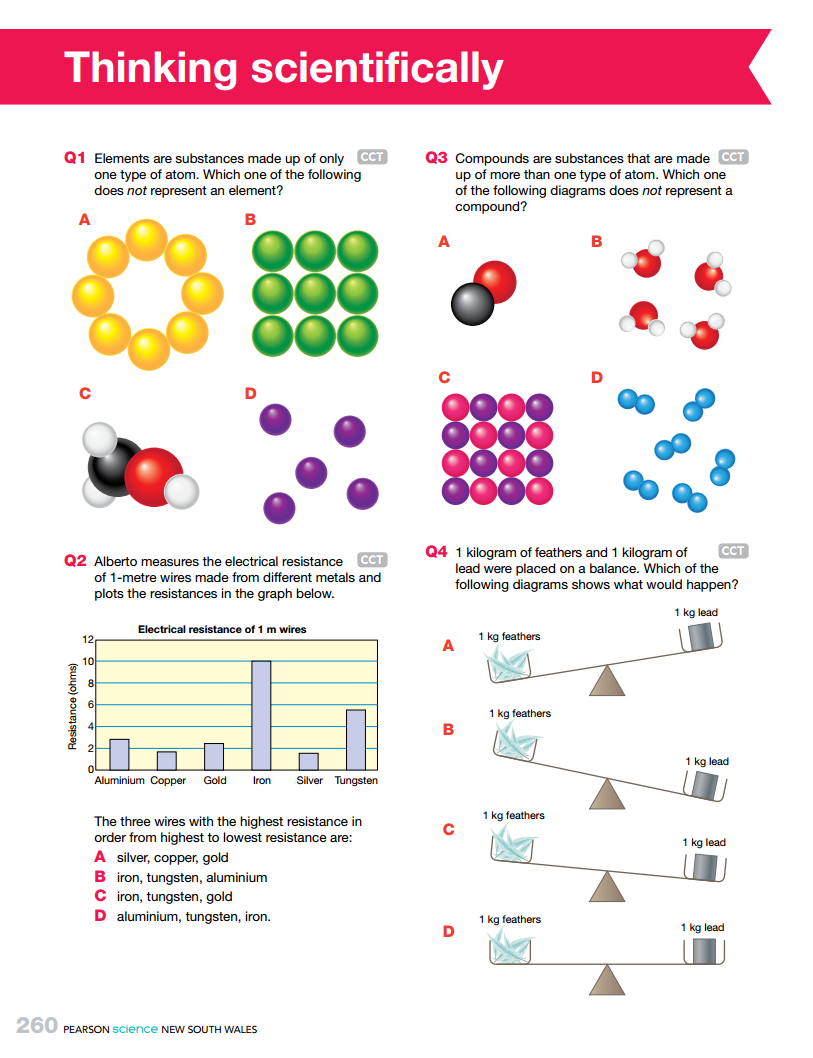 Thinking scientifically
Q1 Elements are substances made up of only CCT
one type of atom. Which one of the following
does not represent an element?
A
B
C
D
Q2 Alberto measures the electrical resistance CCT
of 1-metre wires made from different metals and
plots the resistances in the graph below.
Electrical resistance of 1 m wires
Resistance (ohms)
12
10
8
6
4
2
0
Aluminium Copper Gold Iron Silver Tungsten
The three wires with the highest resistance in
order from highest to lowest resistance are:
A silver, copper, gold
B iron, tungsten, aluminium
C iron, tungsten, gold
D aluminium, tungsten, iron.
Q3 Compounds are substances that are made CCT
up of more than one type of atom. Which one
of the following diagrams does not represent a
compound?
A
B
C
D
Q4 1 kilogram of feathers and 1 kilogram of CCT
lead were placed on a balance. Which of the
following diagrams shows what would happen?
A
1 kg feathers
1 kg lead
B
1 kg feathers
1 kg lead
C
1 kg feathers
1 kg lead
D
1 kg feathers
1 kg lead
260 PEARSON science NEW SOUTH WALES